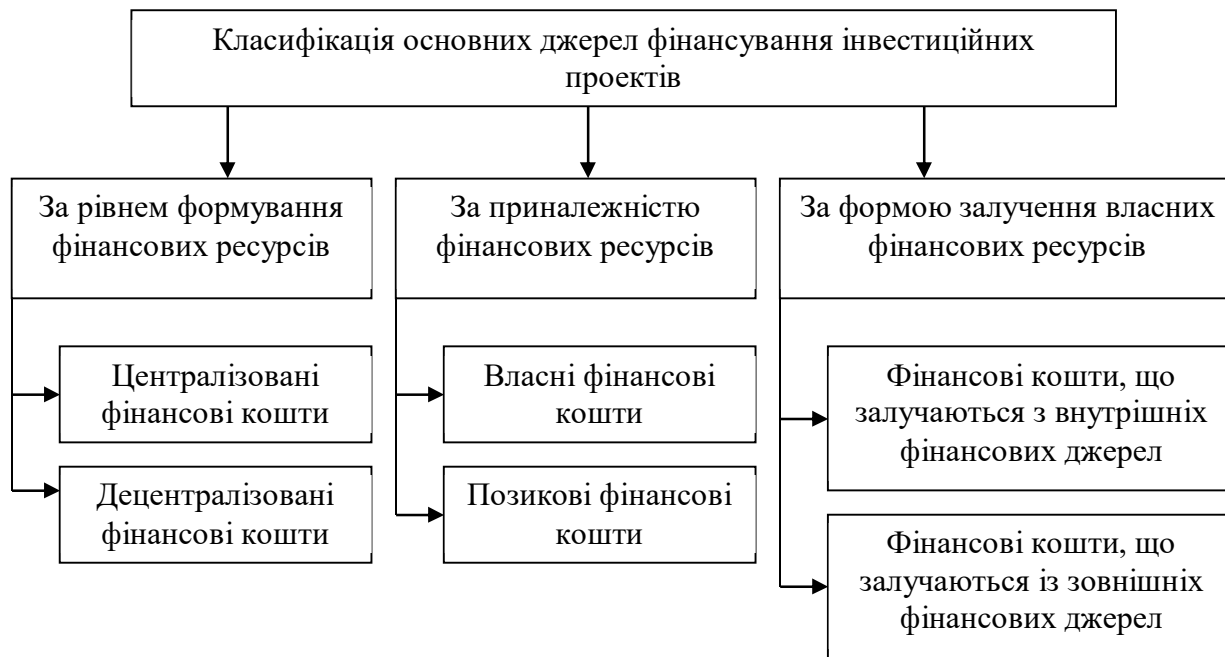 Класифікація основних джерел фінансування інвестиційних
проектів
За рівнем формування
фінансових ресурсів
Централізовані
фінансові кошти
Децентралізовані
фінансові кошти
За приналежністю
фінансових ресурсів
Власні фінансові
кошти
Позикові фінансові
кошти
За формою залучення власних
фінансових ресурсів
Фінансові кошти, що
залучаються з внутрішніх
фінансових джерел
Фінансові кошти, що
залучаються із зовнішніх
фінансових джерел